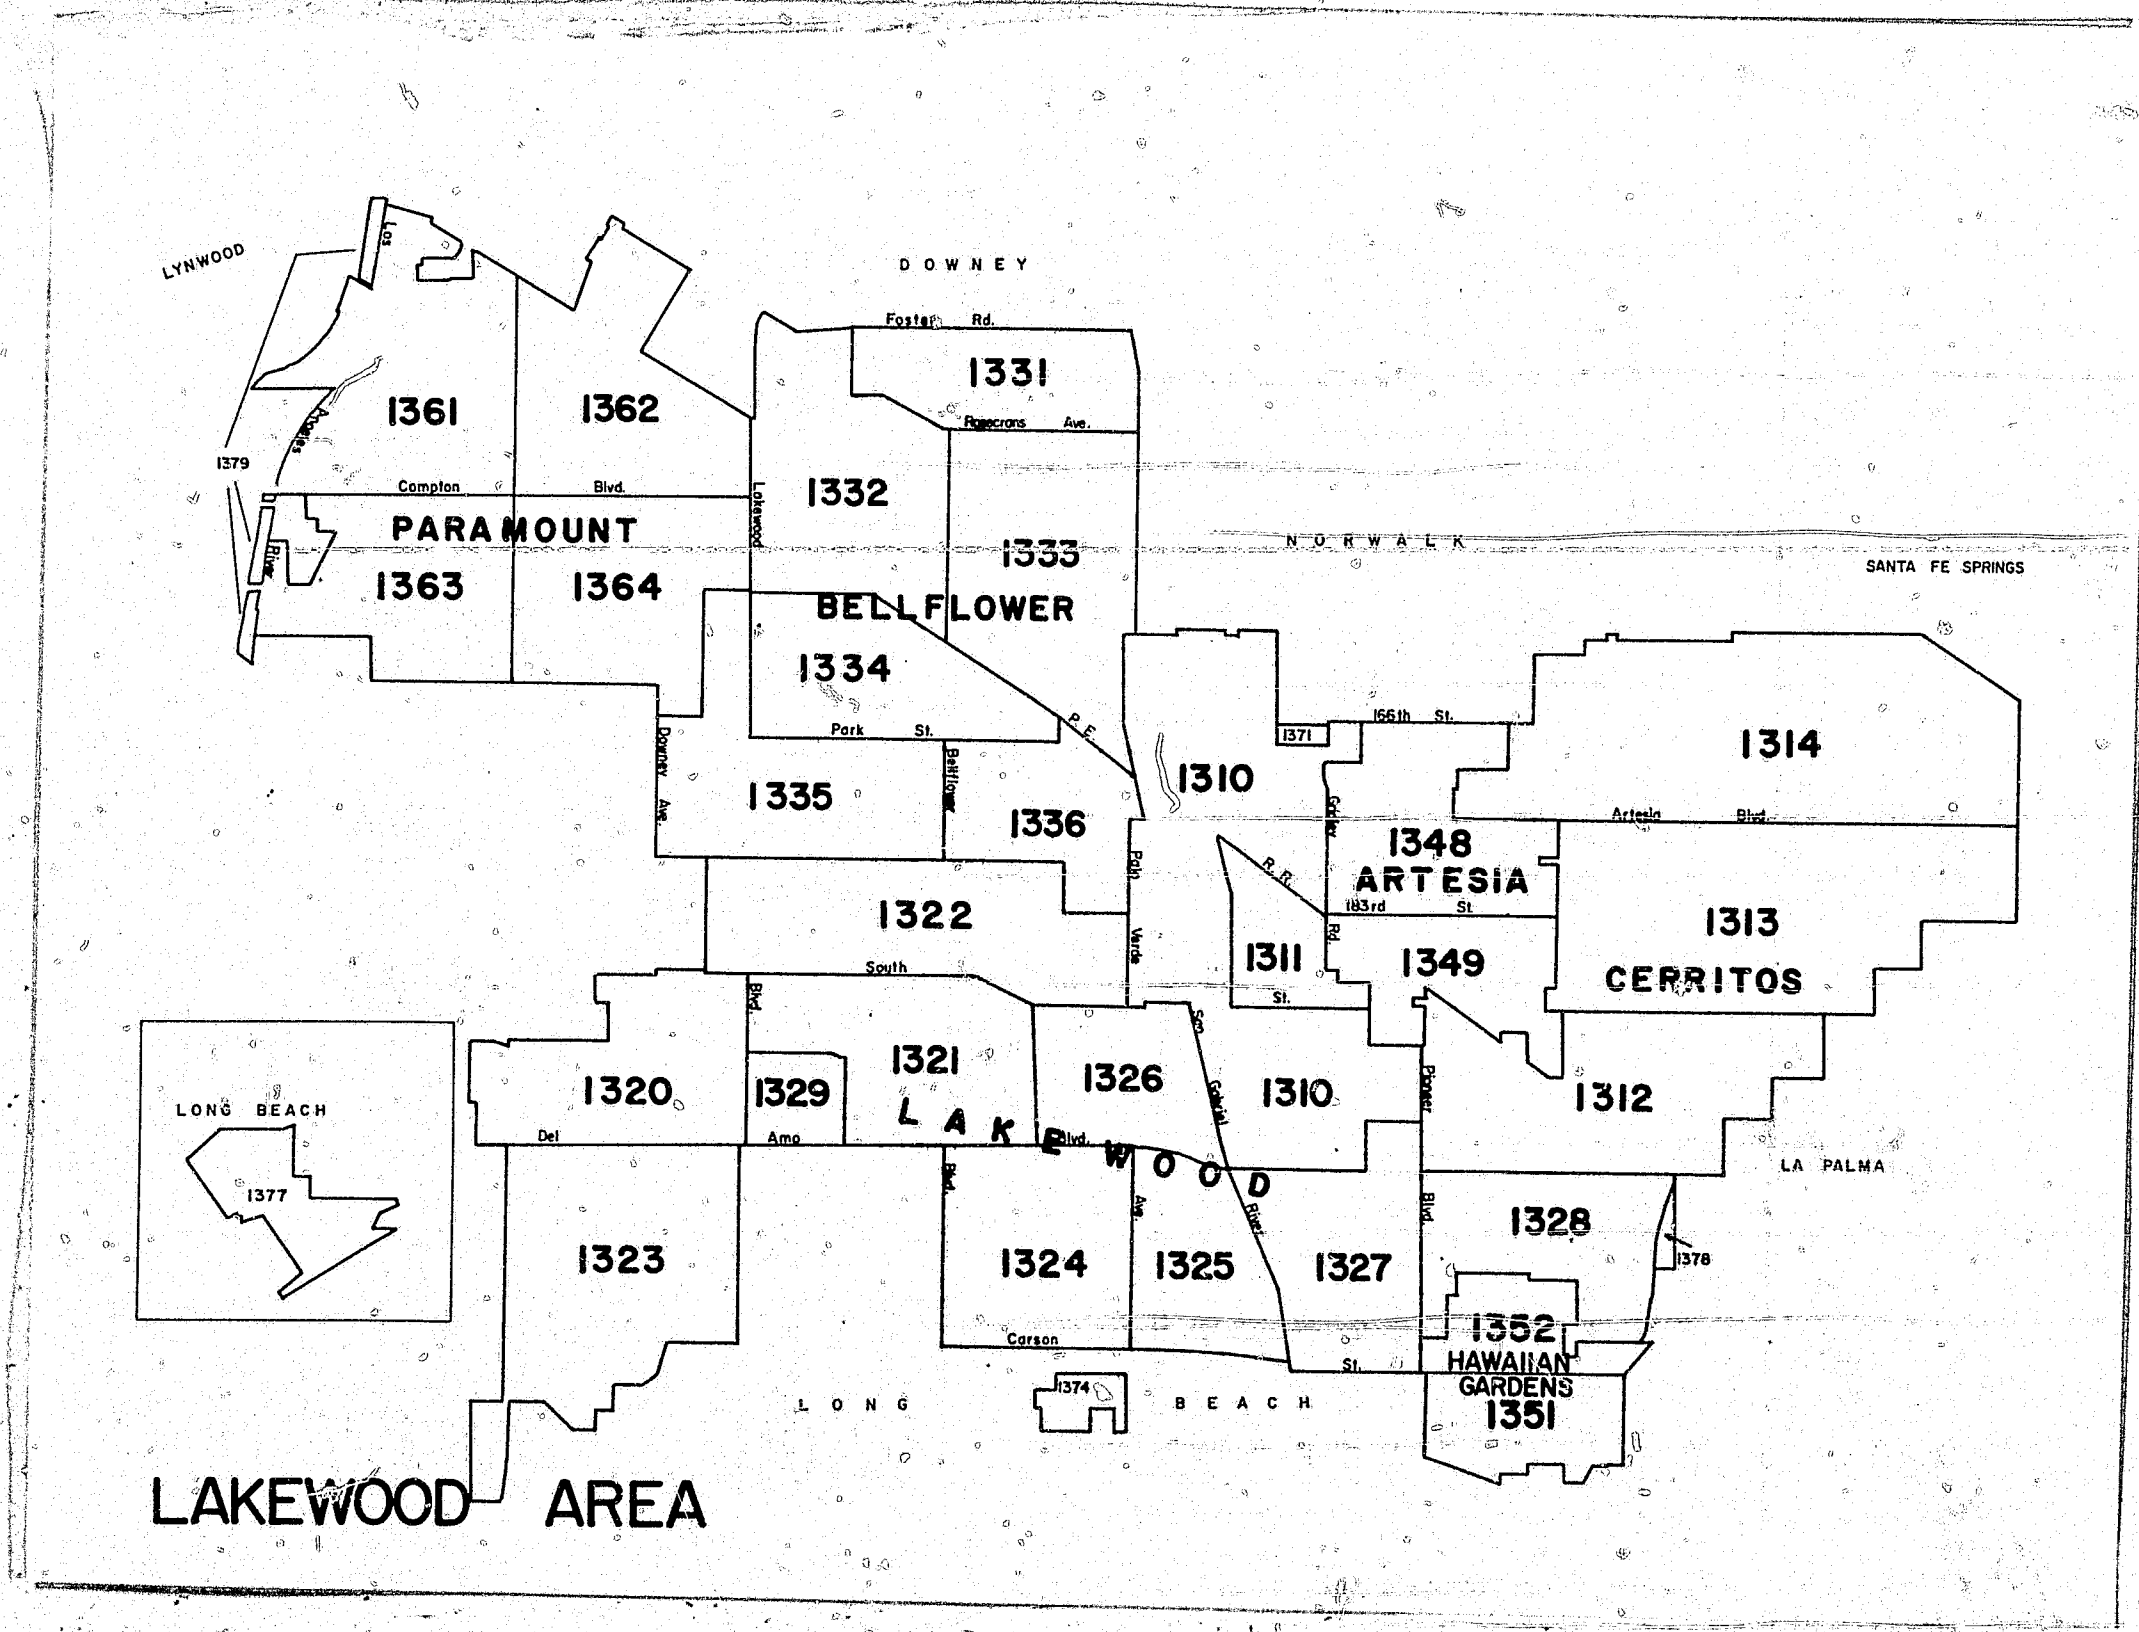 LYNWOOD
DOWNEY
Los
Foster Rd.
1331
1361
1362
Rosecrans Ave.
Angeles
1379
Compton Blvd.
1332
Lakewood
PARAMOUNT
NORWALK
1333
SANTA FE SPRINGS
River
1363
1364
BELLFLOWER
1334
P. E.
166th St.
Park St.
1371
1314
Downey Ave.
Bellflower
1310
1335
Gridley
Artesia Blvd.
1336
1348
Palo
R. R.
ARTESIA
183rd St
1322
1313
Rd.
Verde
1311
1349
South
CERRITOS
Blvd.
St.
San
1321
1320
1329
1326
Gabriel
1310
Pioneer
1312
LONG BEACH
LAKEWOOD
Del Amo Blvd.
LA PALMA
Blvd.
1377
Ave.
River
Blvd.
1328
1323
1324
1325
1327
1378
1352
Carson
St.
HAWAIIAN
GARDENS
1374
LONG BEACH
1351
LAKEWOOD AREA